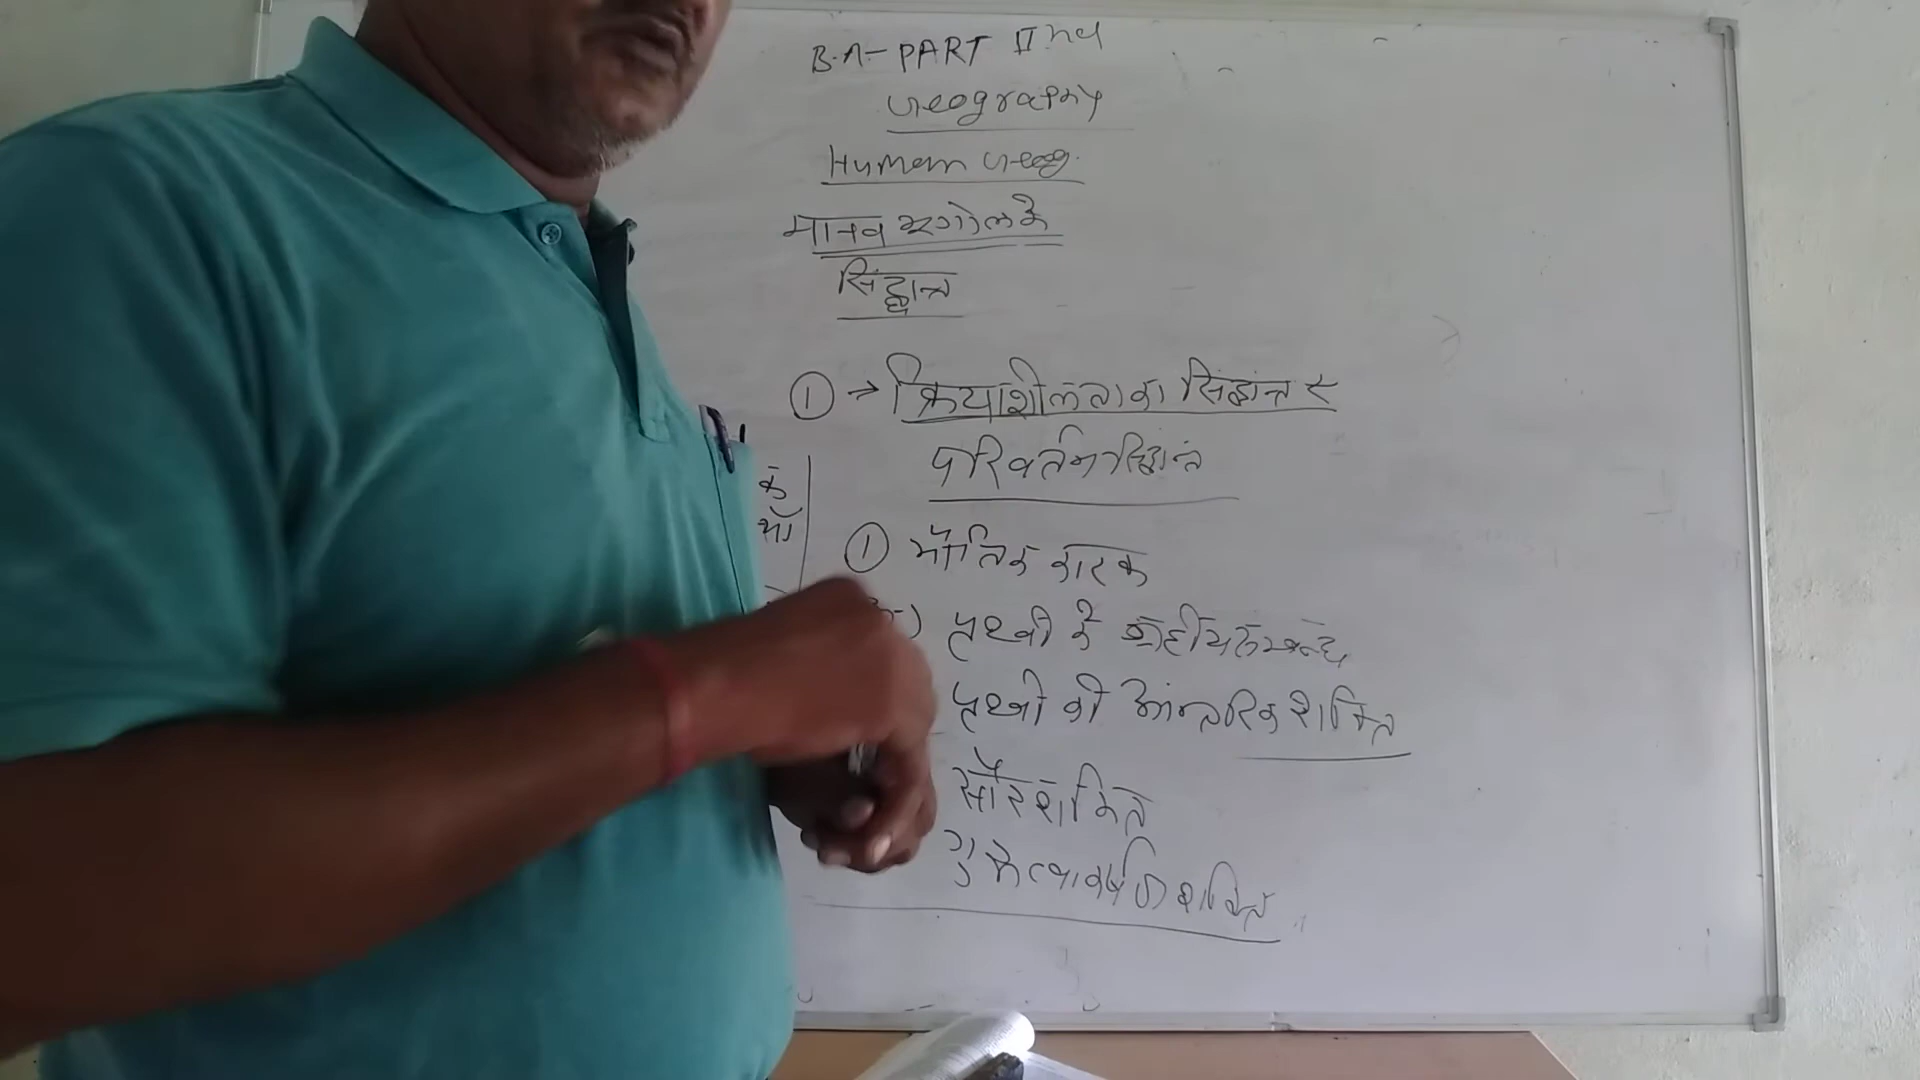 B.A- PART IInd
Geography
Human Geog.
मानव भूगोल के
सिद्धान्त
① → क्रियाशीलता का सिद्धान्त
परिवर्तन सिद्धांत
के
① भौतिक कारक
पृथ्वी के
पृथ्वी की आन्तरिक शक्ति
सौर शक्ति
गुरुत्वाकर्षण शक्ति